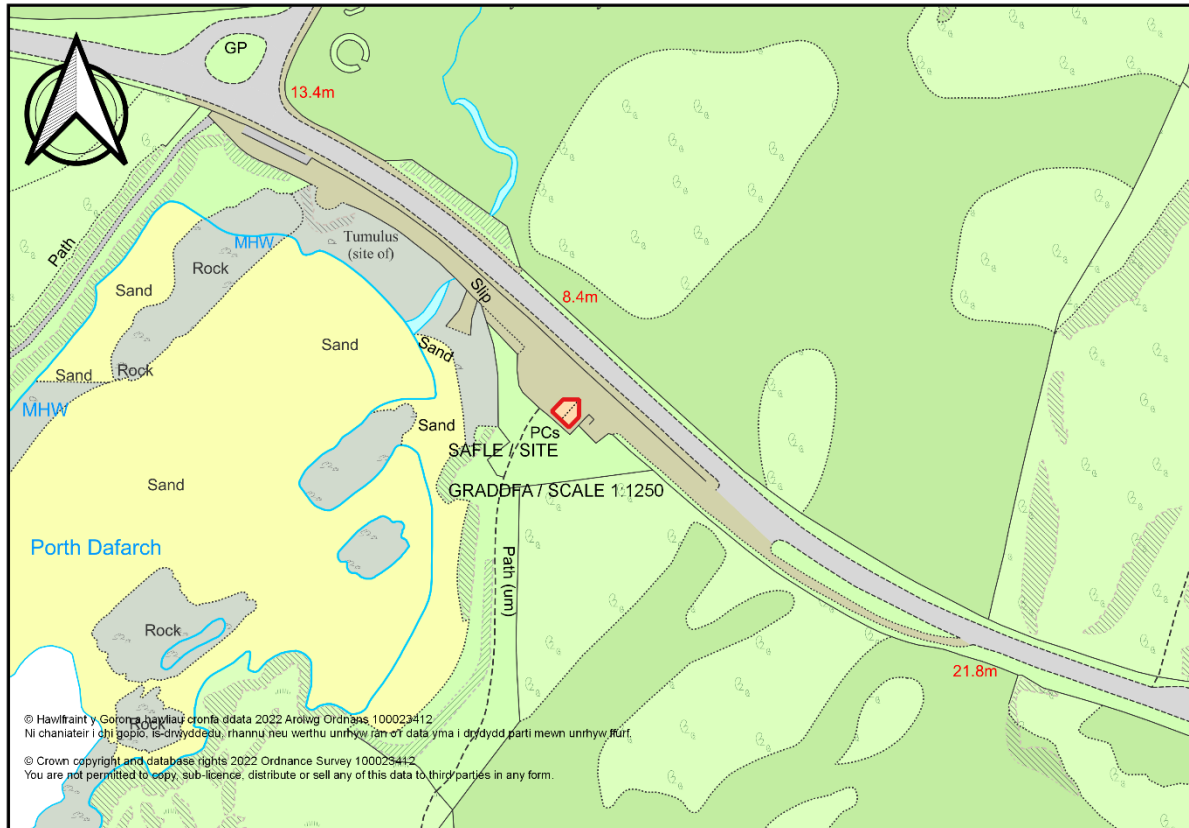 GP
13.4m
Path
Tumulus
(site of)
MHW
Rock
Sand
Slip
8.4m
Sand
Sand
Sand
Rock
MHW
Sand
PCs
SAFLE / SITE
Sand
GRADDFA / SCALE 1:1250
Porth Dafarch
Path (um)
Rock
21.8m
Rock
© Hawlfraint y Goron a hawliau cronfa ddata 2022 Arolwg Ordnans 100023412
Ni chaniateir i chi gopïo, is-drwyddedu, rhannu neu werthu unrhyw ran o'r data yma i drydydd parti mewn unrhyw ffurf.
© Crown copyright and database rights 2022 Ordnance Survey 100023412
You are not permitted to copy, sub-licence, distribute or sell any of this data to third parties in any form.